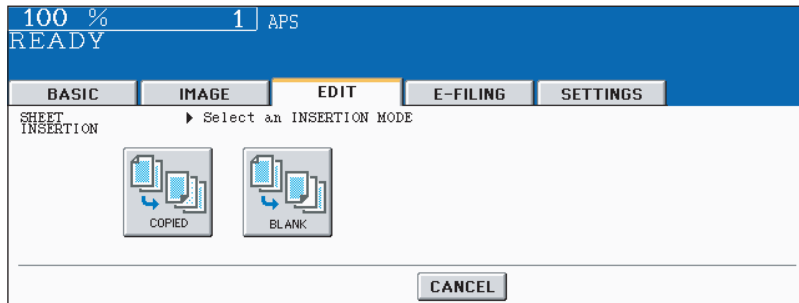 100 % 1 APS
READY
BASIC IMAGE EDIT E-FILING SETTINGS
SHEET INSERTION
▶ Select an INSERTION MODE
COPIED BLANK
CANCEL